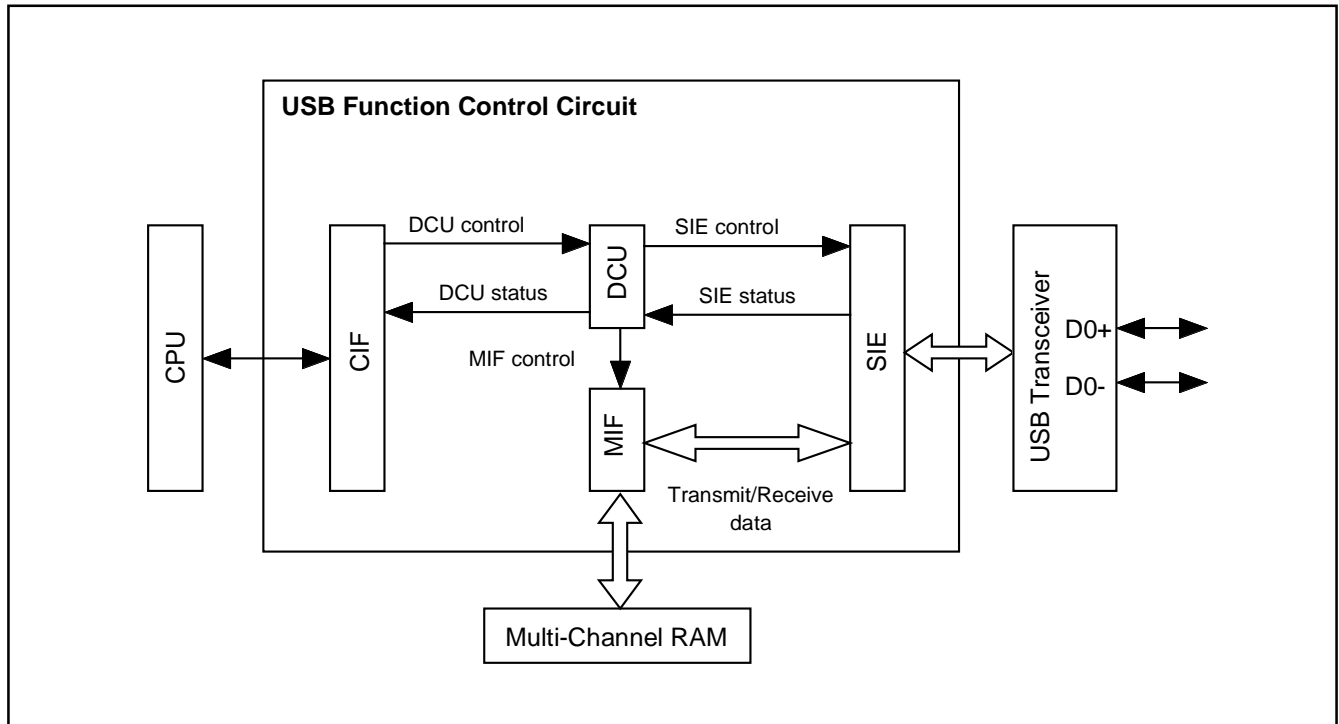 USB Function Control Circuit
DCU control
SIE control
DCU status
SIE status
MIF control
CPU
CIF
DCU
MIF
SIE
USB Transceiver
D0+
D0-
Transmit/Receive
data
Multi-Channel RAM